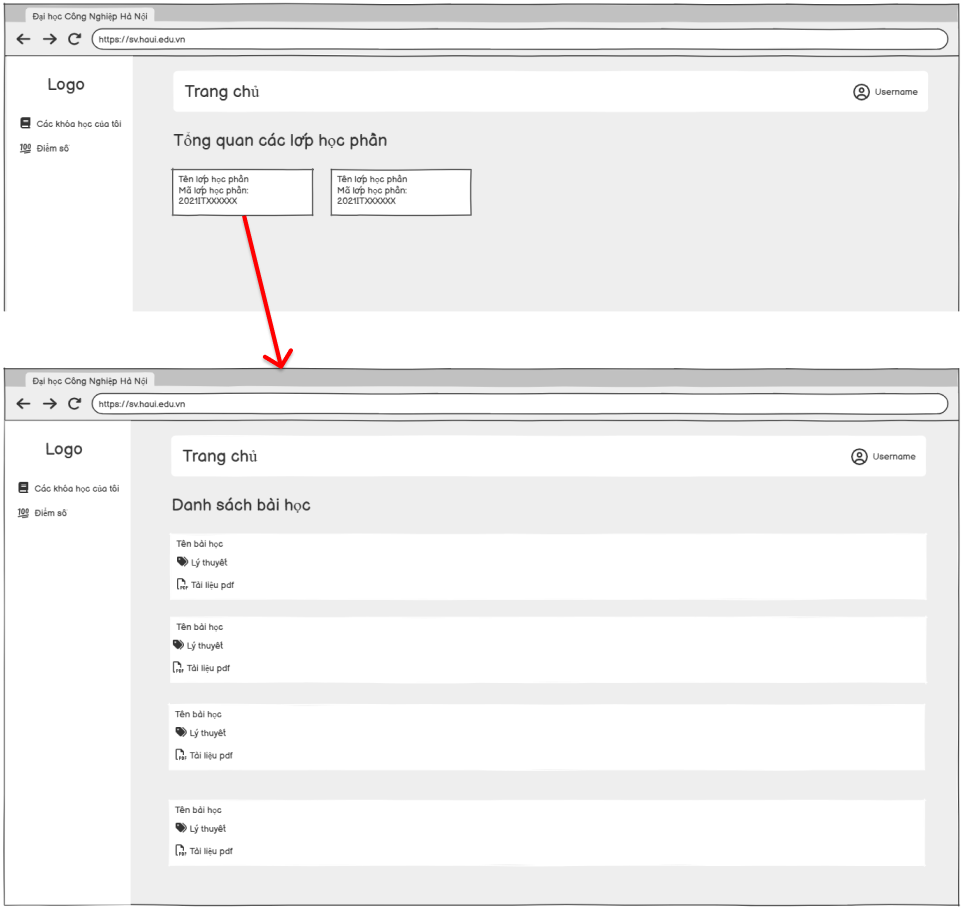 Đại học Công Nghiệp Hà Nội
https://sv.haui.edu.vn
Logo
Các khóa học của tôi
Điểm số
Trang chủ
Username
Tổng quan các lớp học phần
Tên lớp học phần
Mã lớp học phần:
2021ITXXXXXX
Tên lớp học phần
Mã lớp học phần:
2021ITXXXXXX
Đại học Công Nghiệp Hà Nội
https://sv.haui.edu.vn
Logo
Các khóa học của tôi
Điểm số
Trang chủ
Username
Danh sách bài học
Tên bài học
Lý thuyết
Tài liệu pdf
Tên bài học
Lý thuyết
Tài liệu pdf
Tên bài học
Lý thuyết
Tài liệu pdf
Tên bài học
Lý thuyết
Tài liệu pdf